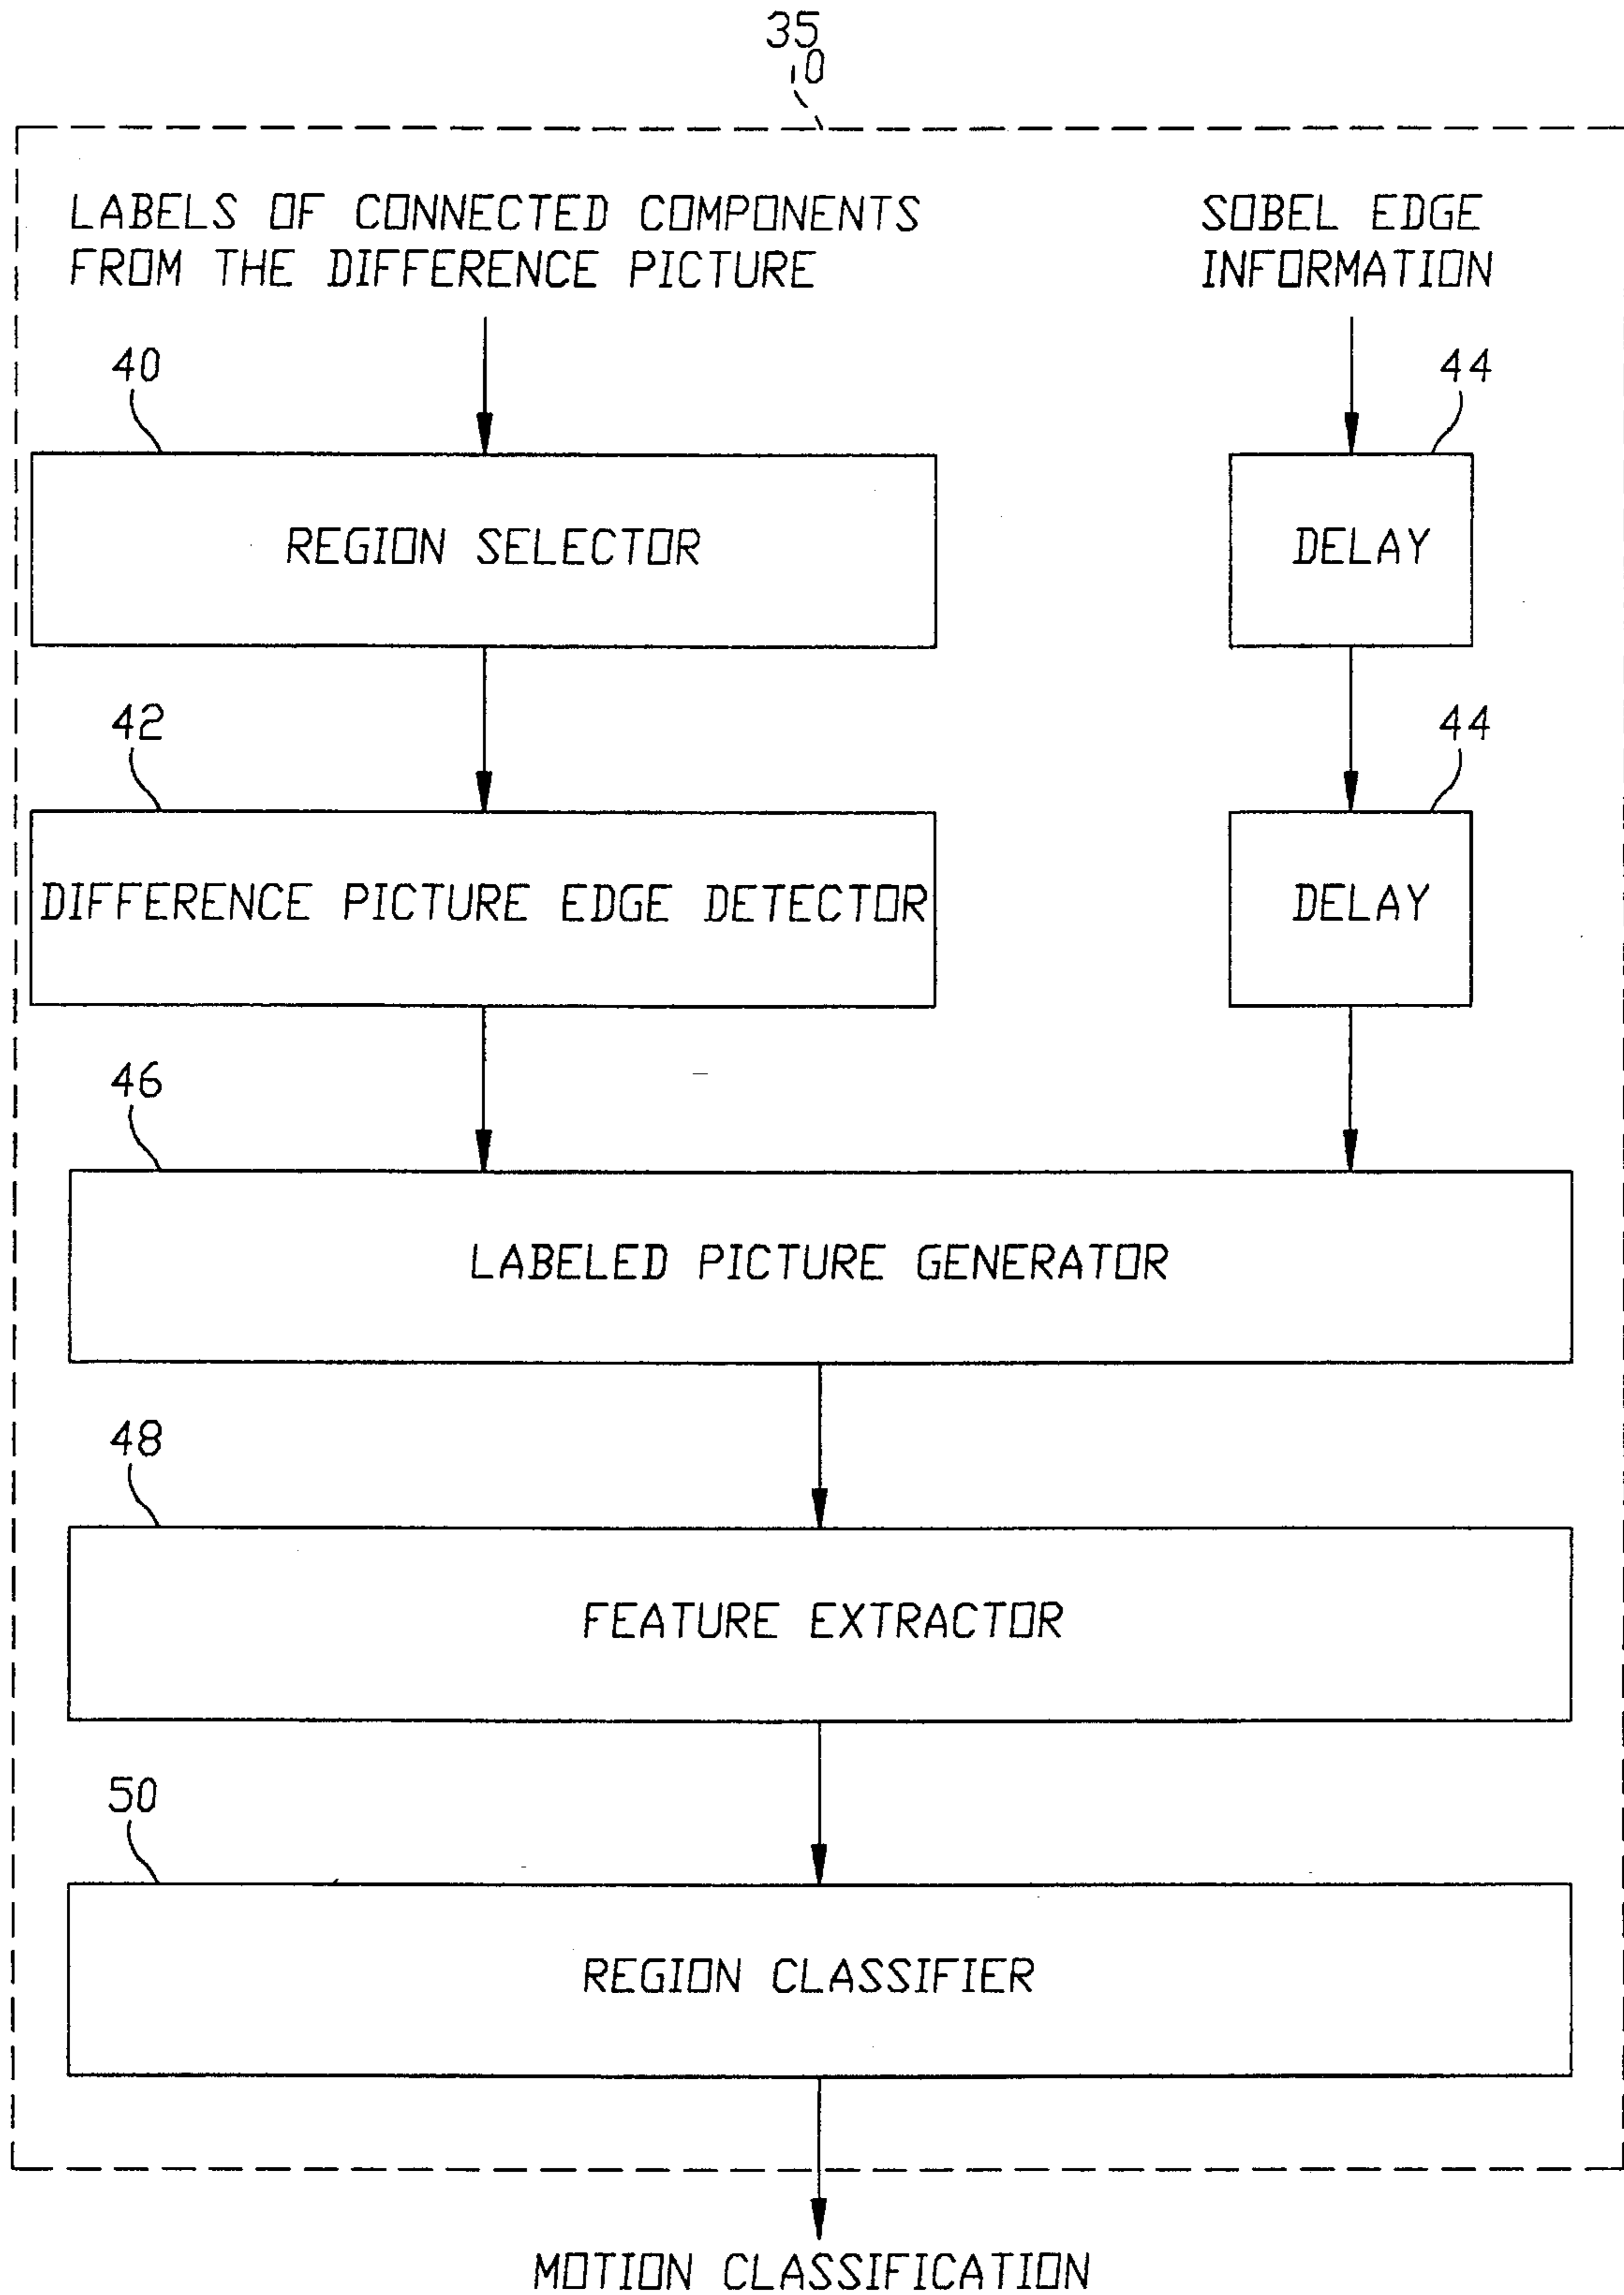 35
LABELS OF CONNECTED COMPONENTS
FROM THE DIFFERENCE PICTURE
SOBEL EDGE
INFORMATION
40
44
REGION SELECTOR
DELAY
42
44
DIFFERENCE PICTURE EDGE DETECTOR
DELAY
46
LABELED PICTURE GENERATOR
48
FEATURE EXTRACTOR
50
REGION CLASSIFIER
MOTION CLASSIFICATION